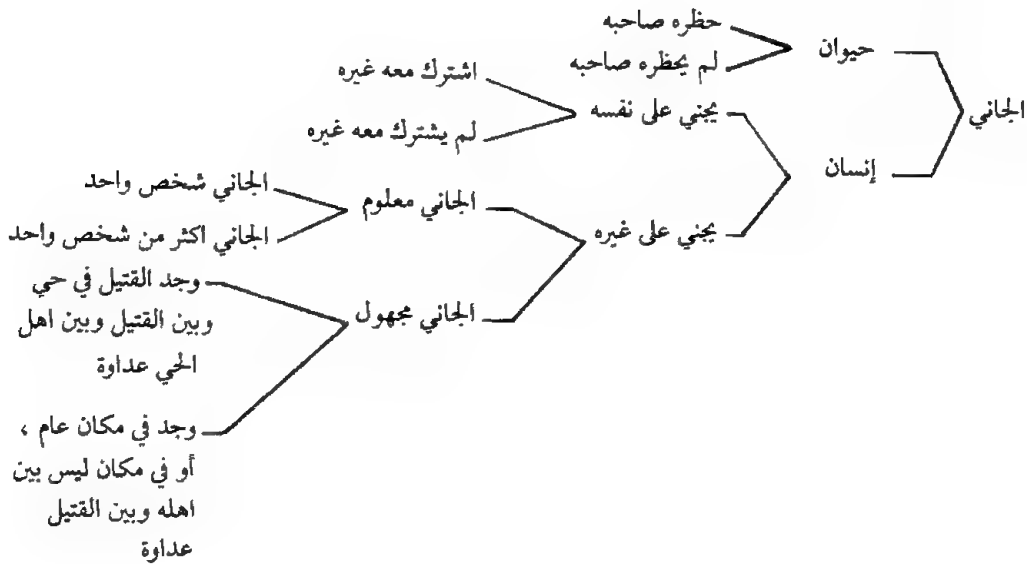 الجاني
حيوان
حظره صاحبه
لم يحظره صاحبه
إنسان
يجني على نفسه
اشترك معه غيره
لم يشترك معه غيره
يجني على غيره
الجاني معلوم
الجاني شخص واحد
الجاني اكثر من شخص واحد
الجاني مجهول
وجد القتيل في حي
وبين القتيل وبين اهل
الحي عداوة
وجد في مكان عام ،
أو في مكان ليس بين
اهله وبين القتيل
عداوة